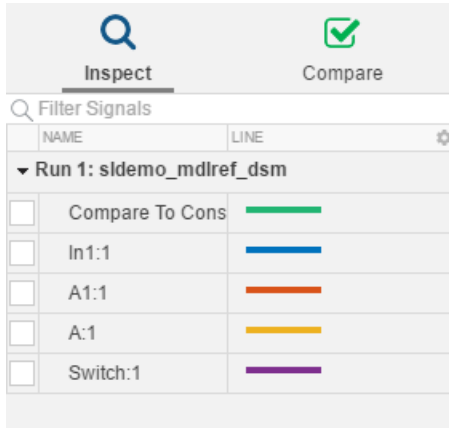 Inspect Compare
Filter Signals
NAME LINE
Run 1: sldemo_mdlref_dsm
Compare To Cons
In1:1
A1:1
A:1
Switch:1